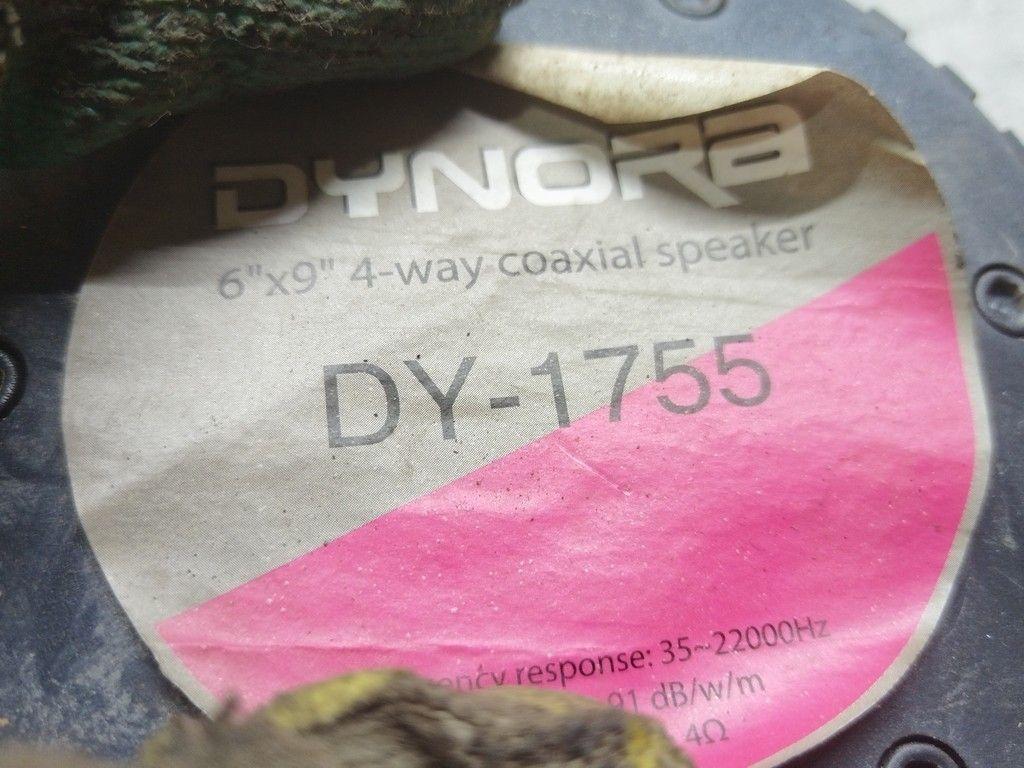 DYNORA
6"x9" 4-way coaxial speaker
DY-1755
response: 35~22000Hz
91 dB/w/m
4Ω